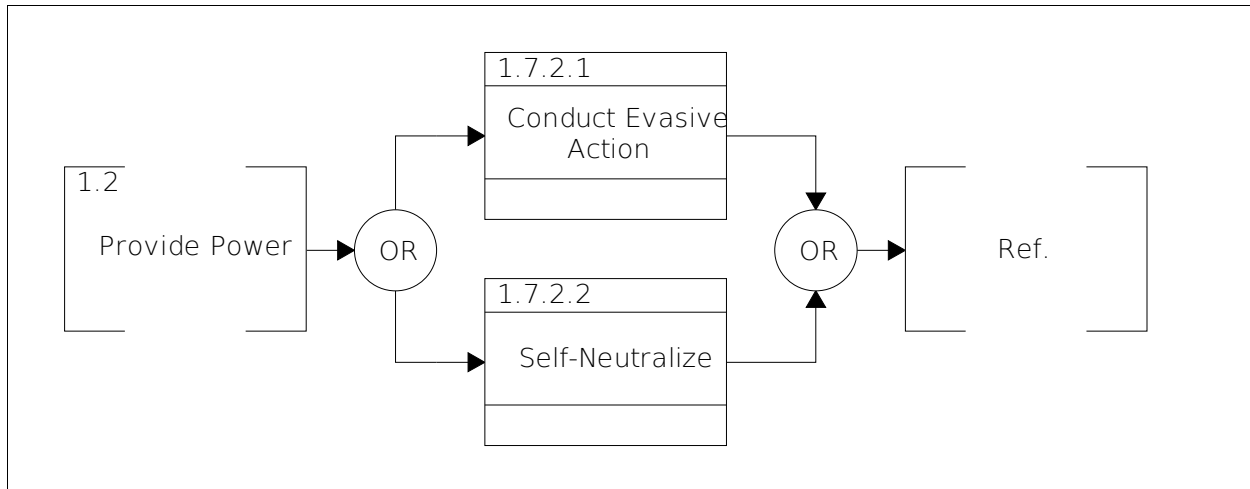 1.2
Provide Power
OR
1.7.2.1
Conduct Evasive
Action
1.7.2.2
Self-Neutralize
OR
Ref.